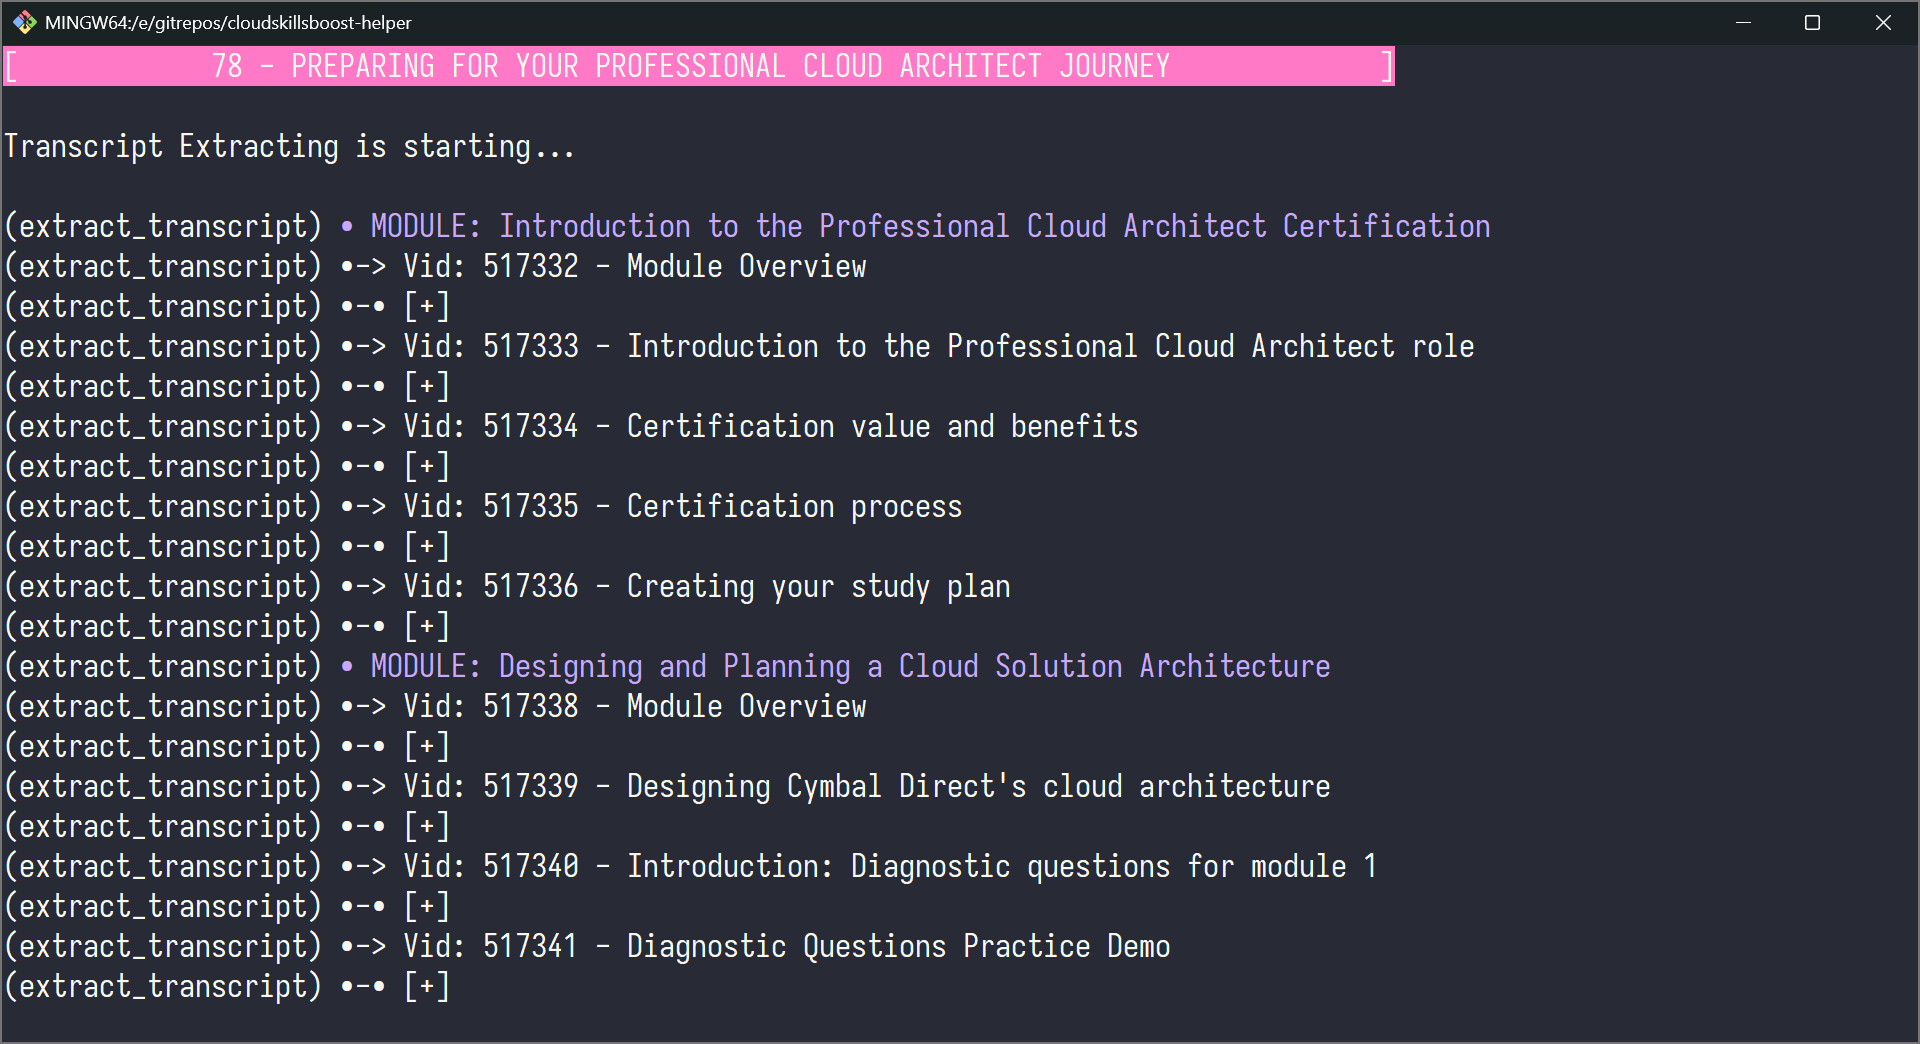 MINGW64:/e/gitrepos/cloudskillsboost-helper
[ 78 - PREPARING FOR YOUR PROFESSIONAL CLOUD ARCHITECT JOURNEY ]
Transcript Extracting is starting...
(extract_transcript) • MODULE: Introduction to the Professional Cloud Architect Certification
(extract_transcript) •-> Vid: 517332 - Module Overview
(extract_transcript) •-• [+]
(extract_transcript) •-> Vid: 517333 - Introduction to the Professional Cloud Architect role
(extract_transcript) •-• [+]
(extract_transcript) •-> Vid: 517334 - Certification value and benefits
(extract_transcript) •-• [+]
(extract_transcript) •-> Vid: 517335 - Certification process
(extract_transcript) •-• [+]
(extract_transcript) •-> Vid: 517336 - Creating your study plan
(extract_transcript) •-• [+]
(extract_transcript) • MODULE: Designing and Planning a Cloud Solution Architecture
(extract_transcript) •-> Vid: 517338 - Module Overview
(extract_transcript) •-• [+]
(extract_transcript) •-> Vid: 517339 - Designing Cymbal Direct's cloud architecture
(extract_transcript) •-• [+]
(extract_transcript) •-> Vid: 517340 - Introduction: Diagnostic questions for module 1
(extract_transcript) •-• [+]
(extract_transcript) •-> Vid: 517341 - Diagnostic Questions Practice Demo
(extract_transcript) •-• [+]